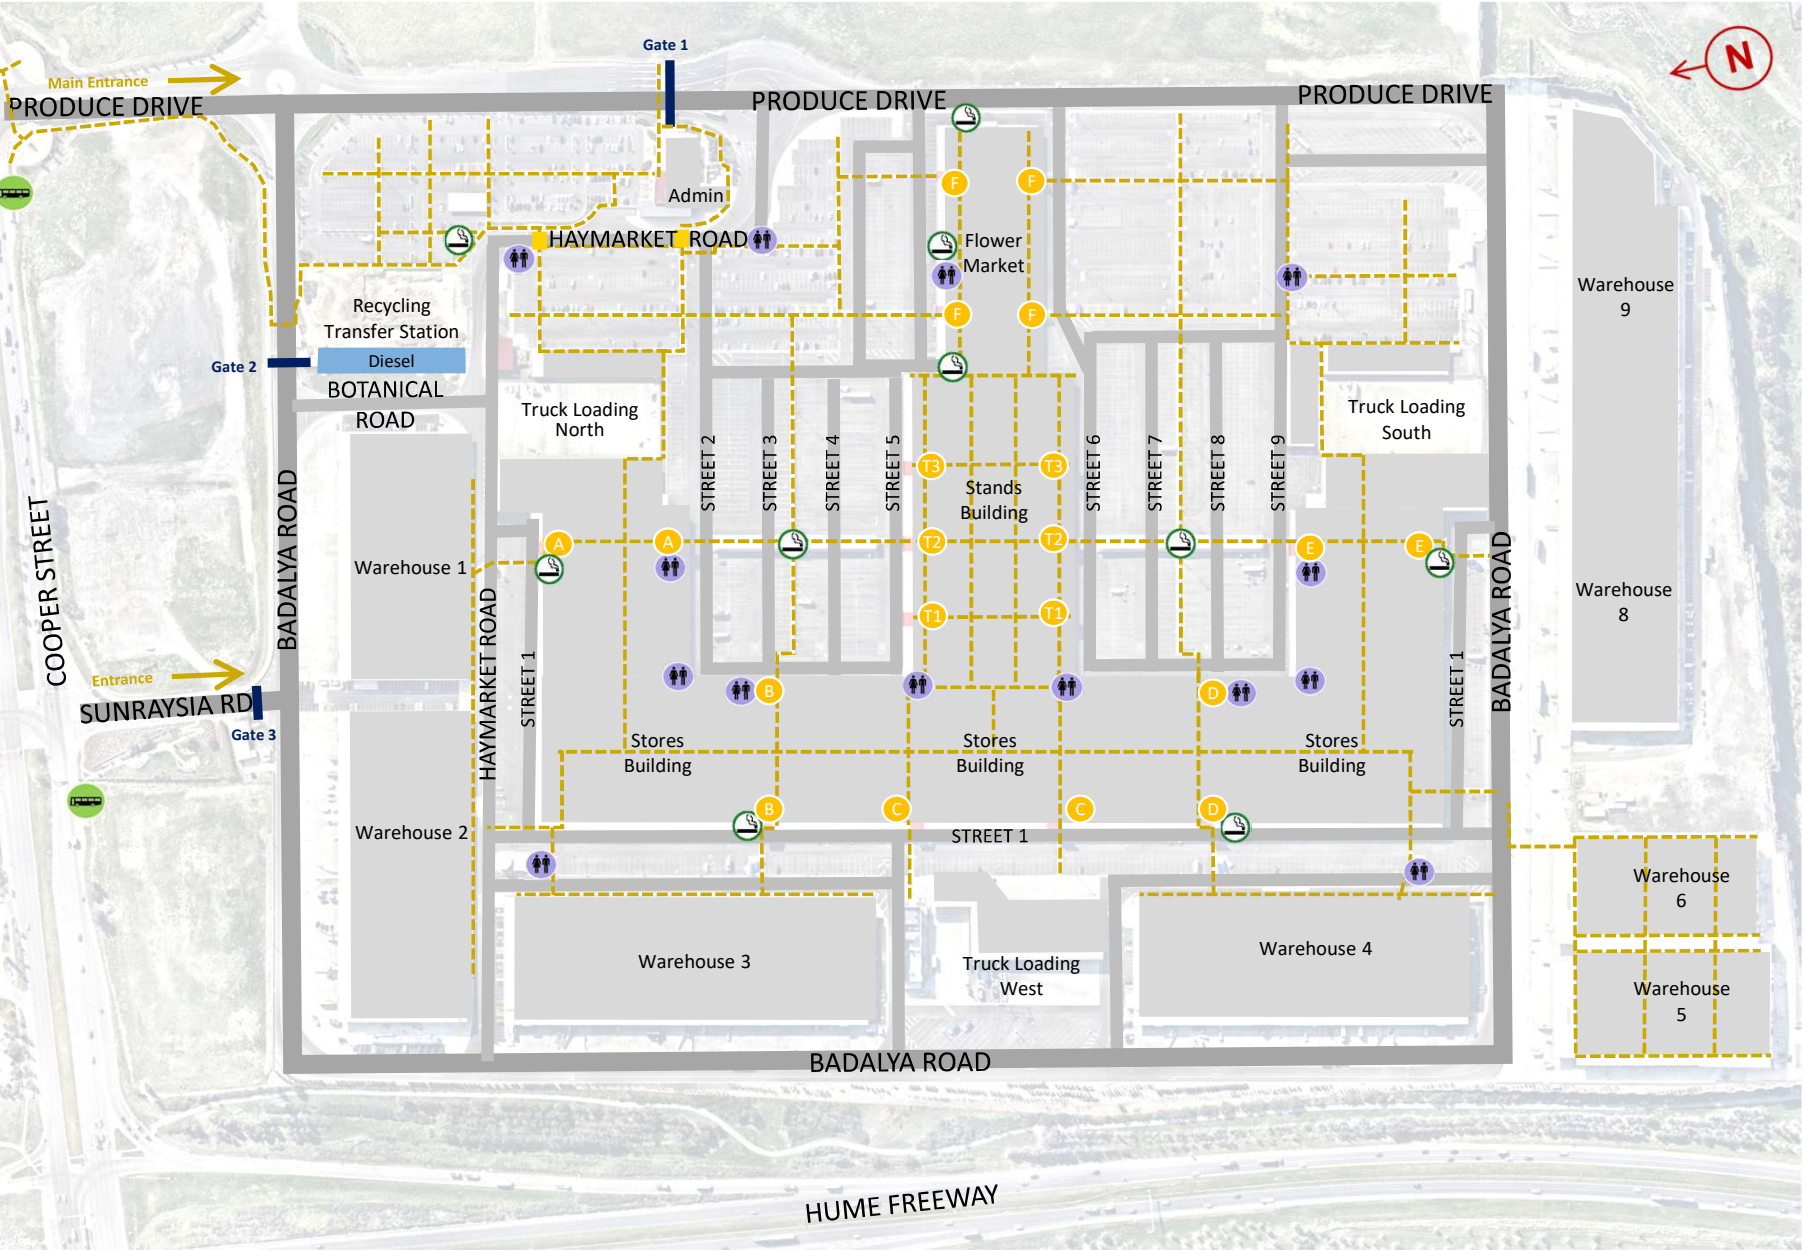 Gate 1
N
Main Entrance
PRODUCE DRIVE
PRODUCE DRIVE
PRODUCE DRIVE
F
F
Admin
HAYMARKET ROAD
Flower
Market
Recycling
Transfer Station
Warehouse
9
F
F
Gate 2
Diesel
BOTANICAL
ROAD
Truck Loading
North
Truck Loading
South
STREET 2
STREET 3
STREET 4
STREET 5
STREET 6
STREET 7
STREET 8
STREET 9
T3
T3
Stands
Building
COOPER STREET
BADALYA ROAD
A
A
T2
T2
E
E
Warehouse 1
BADALYA ROAD
Warehouse
8
T1
T1
HAYMARKET ROAD
STREET 1
STREET 1
Entrance
SUNRAYSIA RD
Gate 3
B
D
Stores
Building
Stores
Building
Stores
Building
B
C
C
D
Warehouse 2
STREET 1
Warehouse
6
Warehouse 3
Truck Loading
West
Warehouse 4
Warehouse
5
BADALYA ROAD
HUME FREEWAY